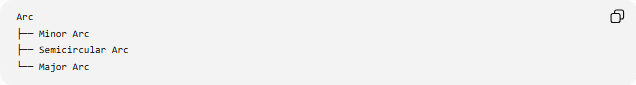 Arc
├── Minor Arc
├── Semicircular Arc
└── Major Arc